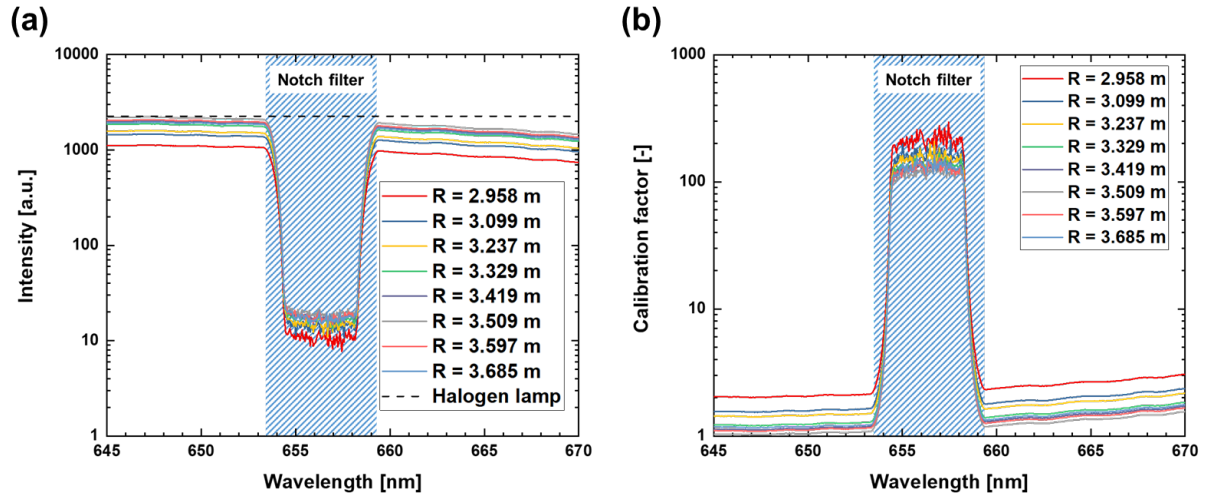 (a)
10000
1000
100
10
1
Intensity [a.u.]
Notch filter
R = 2.958 m
R = 3.099 m
R = 3.237 m
R = 3.329 m
R = 3.419 m
R = 3.509 m
R = 3.597 m
R = 3.685 m
Halogen lamp
645 650 655 660 665 670
Wavelength [nm]
(b)
1000
100
10
1
Calibration factor [-]
Notch filter
R = 2.958 m
R = 3.099 m
R = 3.237 m
R = 3.329 m
R = 3.419 m
R = 3.509 m
R = 3.597 m
R = 3.685 m
645 650 655 660 665 670
Wavelength [nm]